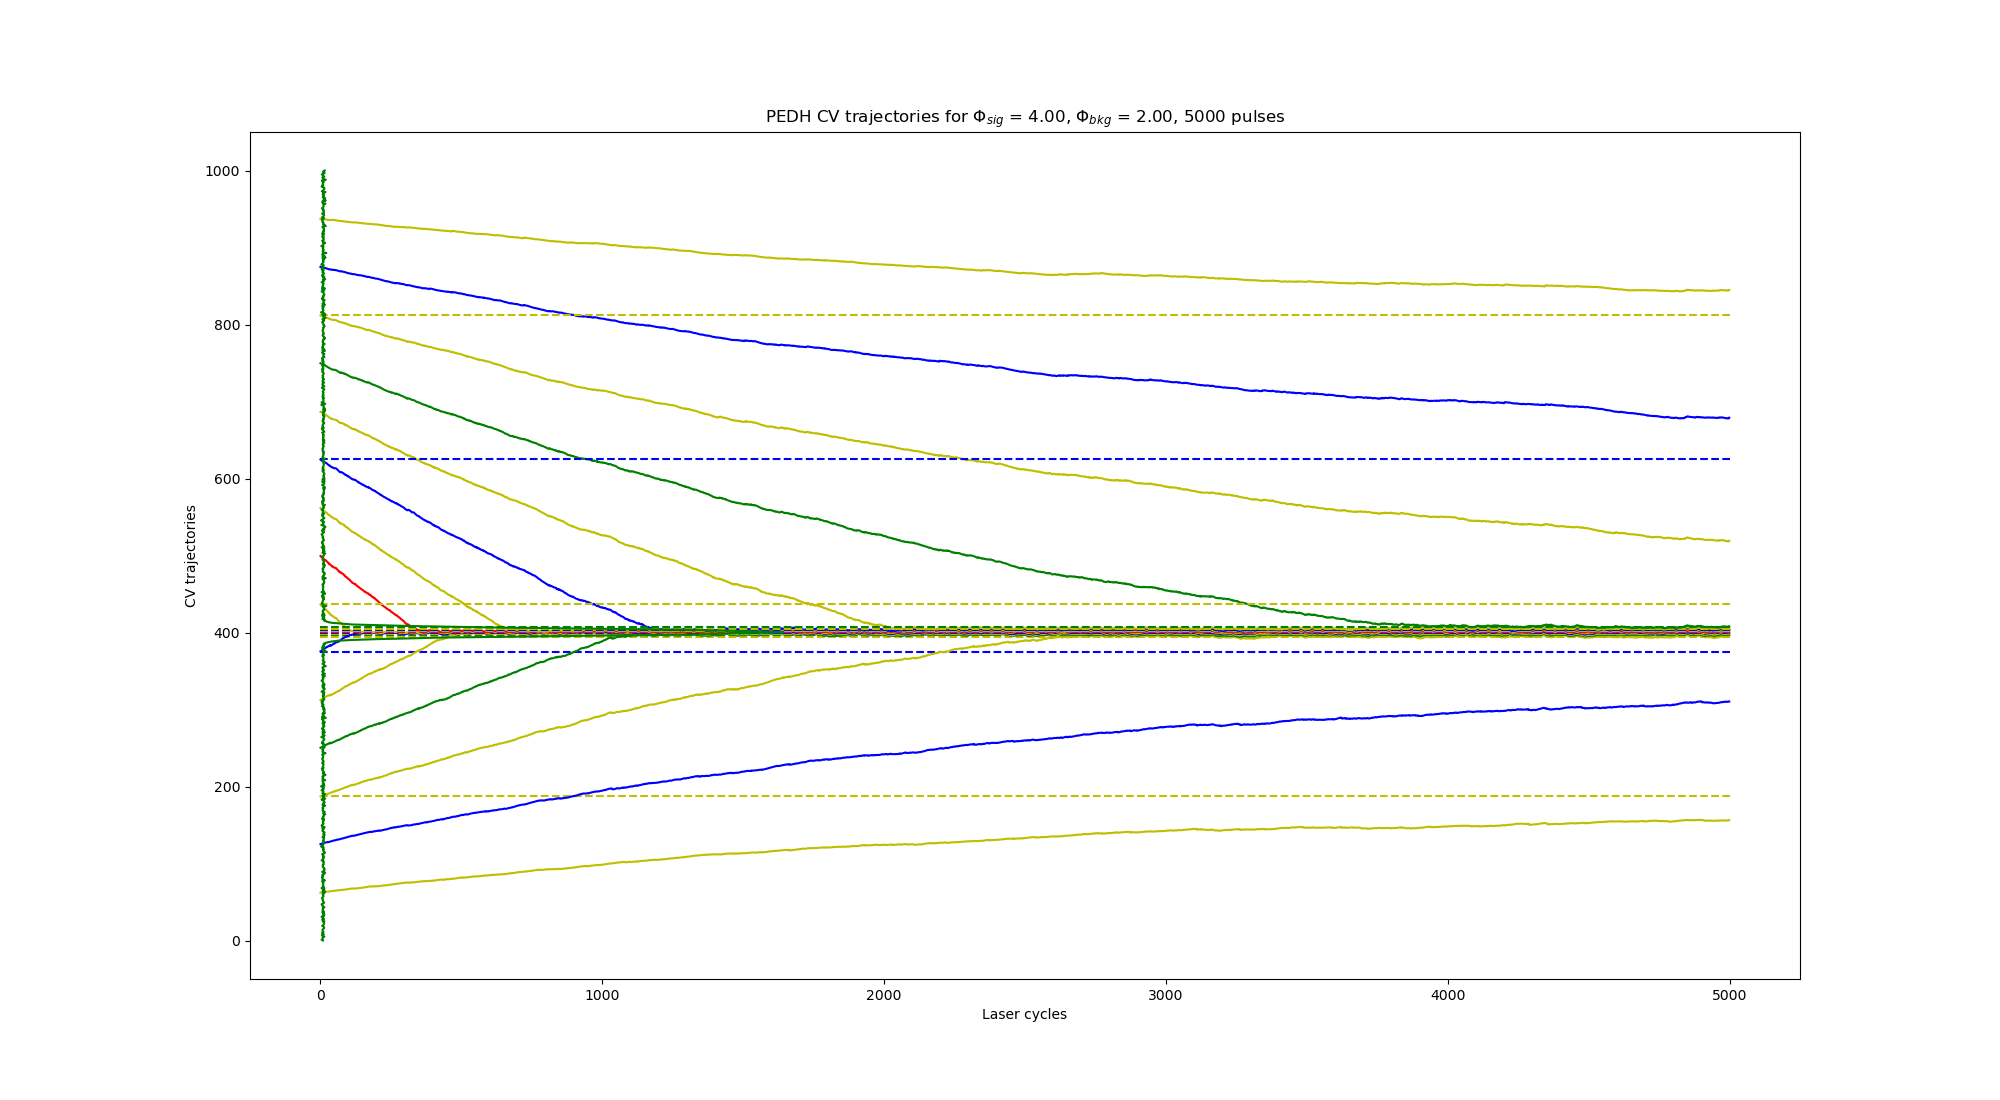 PEDH CV trajectories for Φsig = 4.00, Φbkg = 2.00, 5000 pulses
1000
800
600
400
200
0
CV trajectories
0 1000 2000 3000 4000 5000
Laser cycles